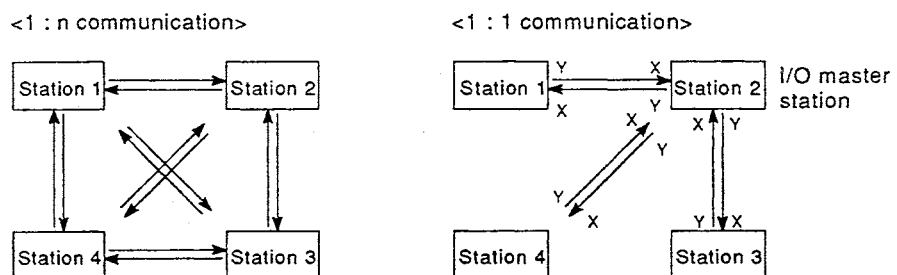 <1 : n communication>
Station 1
Station 2
Station 4
Station 3
<1 : 1 communication>
Y X
Station 1
Station 2
I/O master
station
X Y
X
Y
X Y
Y
X
Y X
Station 4
Station 3